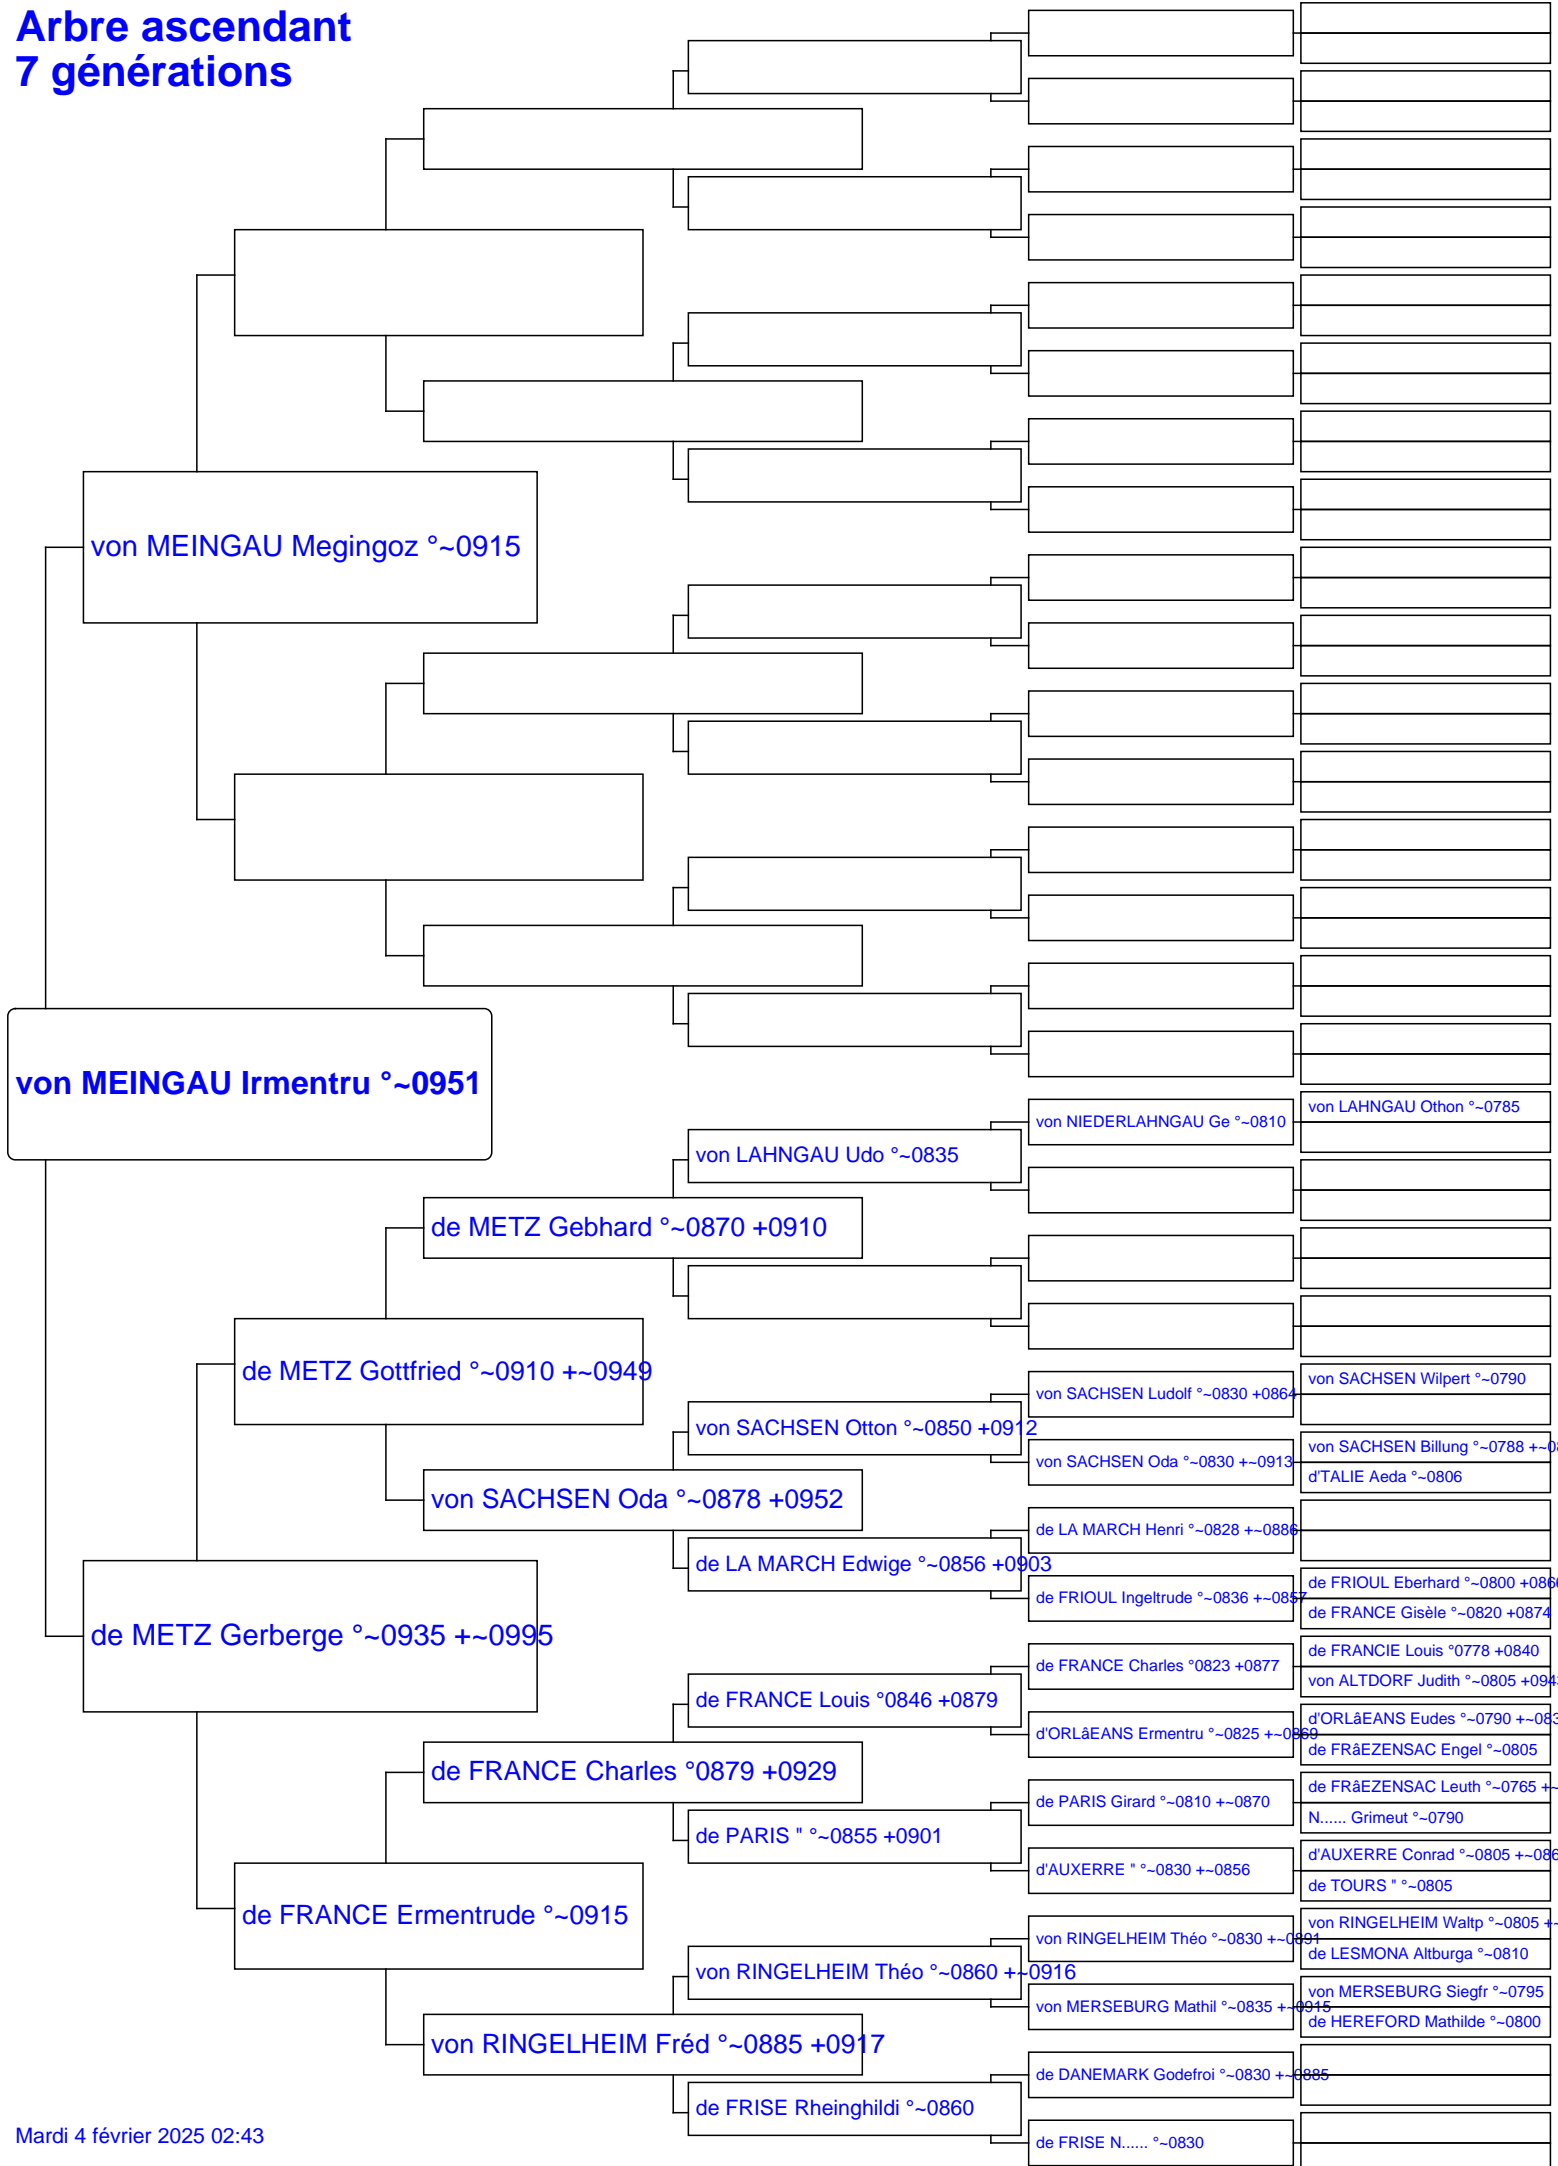 Arbre ascendant
7 générations
von MEINGAU Megingoz °~0915
von MEINGAU Irmentru °~0951
von LAHNGAU Othon °~0785
von NIEDERLAHNGAU Ge °~0810
von LAHNGAU Udo °~0835
de METZ Gebhard °~0870 +0910
de METZ Gottfried °~0910 +~0949
von SACHSEN Wilpert °~0790
von SACHSEN Ludolf °~0830 +0864
von SACHSEN Otton °~0850 +0912
von SACHSEN Billung °~0788 +~08
von SACHSEN Oda °~0830 +~0913
d'TALIE Aeda °~0806
von SACHSEN Oda °~0878 +0952
de LA MARCH Henri °~0828 +~0886
de LA MARCH Edwige °~0856 +0903
de FRIOUL Eberhard °~0800 +0866
de FRIOUL Ingeltrude °~0836 +~0857
de FRANCE Gisèle °~0820 +0874
de METZ Gerberge °~0935 +~0995
de FRANCIE Louis °0778 +0840
de FRANCE Charles °0823 +0877
von ALTDORF Judith °~0805 +0943
de FRANCE Louis °0846 +0879
d'ORLâEANS Eudes °~0790 +~083
d'ORLâEANS Ermentru °~0825 +~0869
de FRâEZENSAC Engel °~0805
de FRANCE Charles °0879 +0929
de FRâEZENSAC Leuth °~0765 +~
de PARIS Girard °~0810 +~0870
N...... Grimeut °~0790
de PARIS " °~0855 +0901
d'AUXERRE Conrad °~0805 +~086
d'AUXERRE " °~0830 +~0856
de TOURS " °~0805
de FRANCE Ermentrude °~0915
von RINGELHEIM Waltp °~0805 +~
von RINGELHEIM Théo °~0830 +~0891
de LESMONA Altburga °~0810
von RINGELHEIM Théo °~0860 +~0916
von MERSEBURG Siegfr °~0795
von MERSEBURG Mathil °~0835 +~0915
de HEREFORD Mathilde °~0800
von RINGELHEIM Fréd °~0885 +0917
de DANEMARK Godefroi °~0830 +~0885
de FRISE Rheinghildi °~0860
de FRISE N...... °~0830
Mardi 4 février 2025 02:43